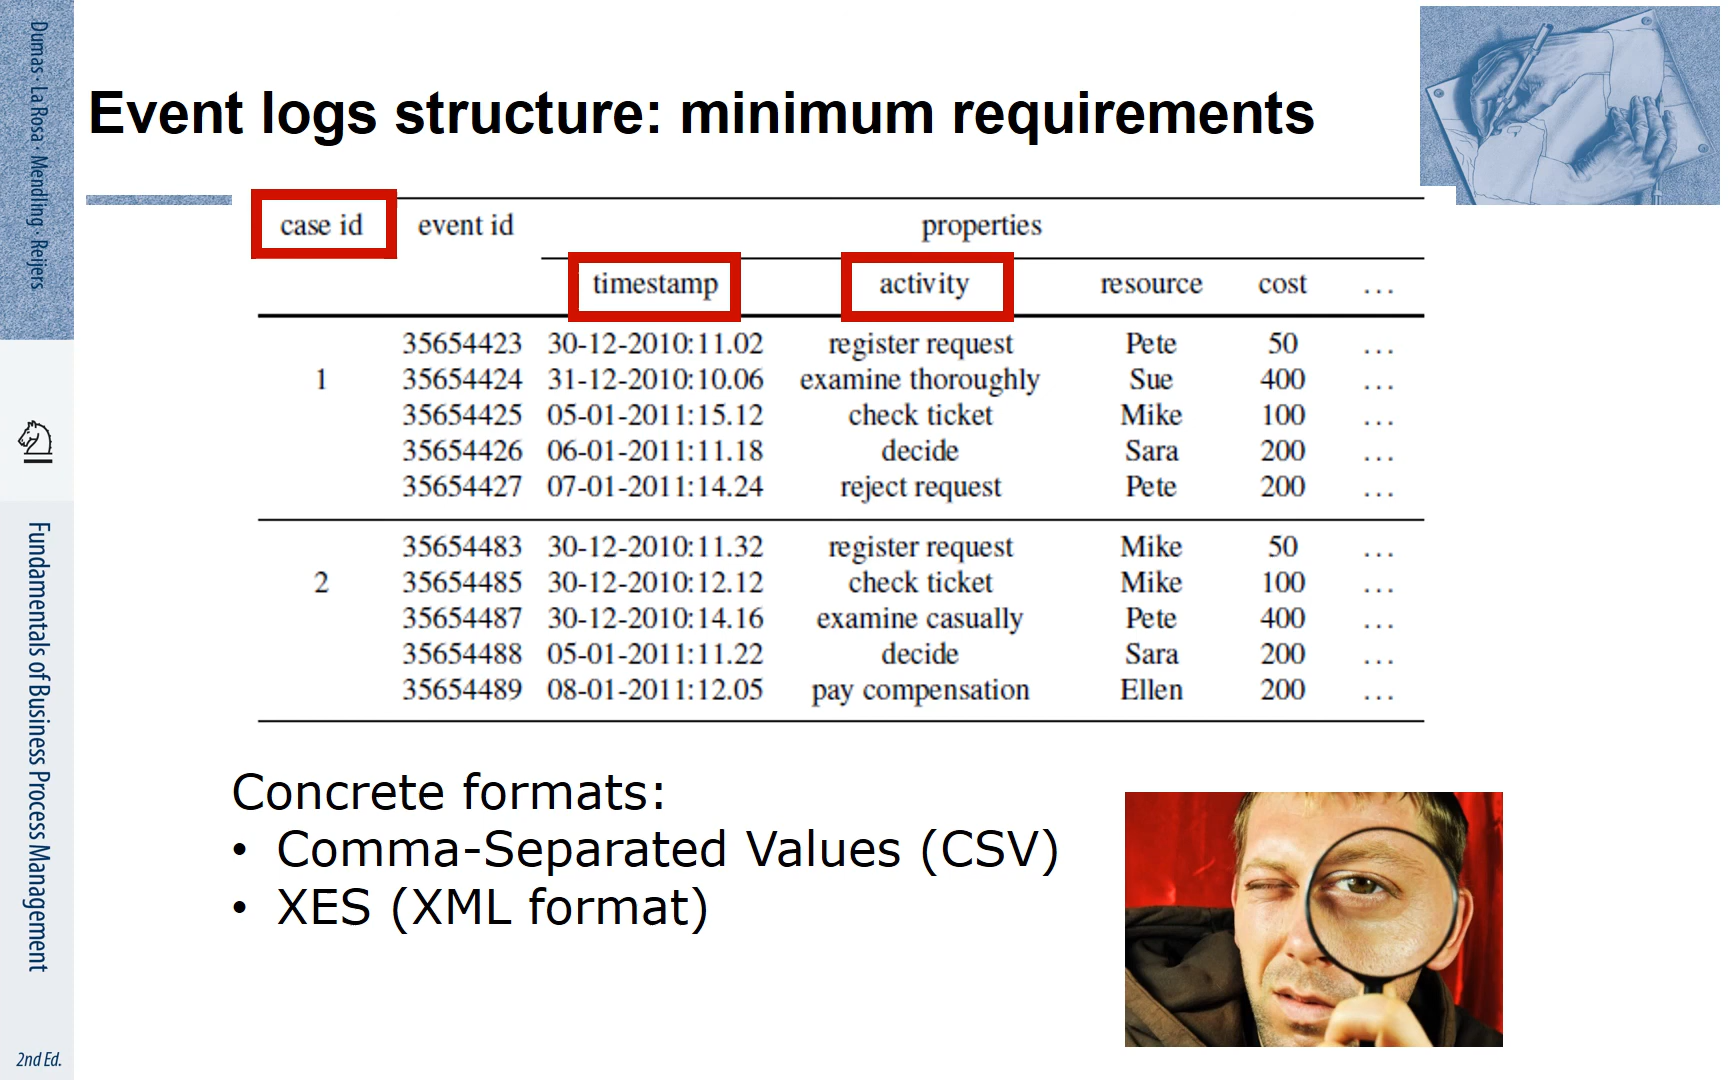 Dumas · La Rosa · Mendling · Reijers
Fundamentals of Business Process Management
2nd Ed.
Event logs structure: minimum requirements
case id event id properties
timestamp activity resource cost ...
35654423 30-12-2010:11.02 register request Pete 50 ...
1 35654424 31-12-2010:10.06 examine thoroughly Sue 400 ...
35654425 05-01-2011:15.12 check ticket Mike 100 ...
35654426 06-01-2011:11.18 decide Sara 200 ...
35654427 07-01-2011:14.24 reject request Pete 200 ...
35654483 30-12-2010:11.32 register request Mike 50 ...
2 35654485 30-12-2010:12.12 check ticket Mike 100 ...
35654487 30-12-2010:14.16 examine casually Pete 400 ...
35654488 05-01-2011:11.22 decide Sara 200 ...
35654489 08-01-2011:12.05 pay compensation Ellen 200 ...
Concrete formats:
• Comma-Separated Values (CSV)
• XES (XML format)